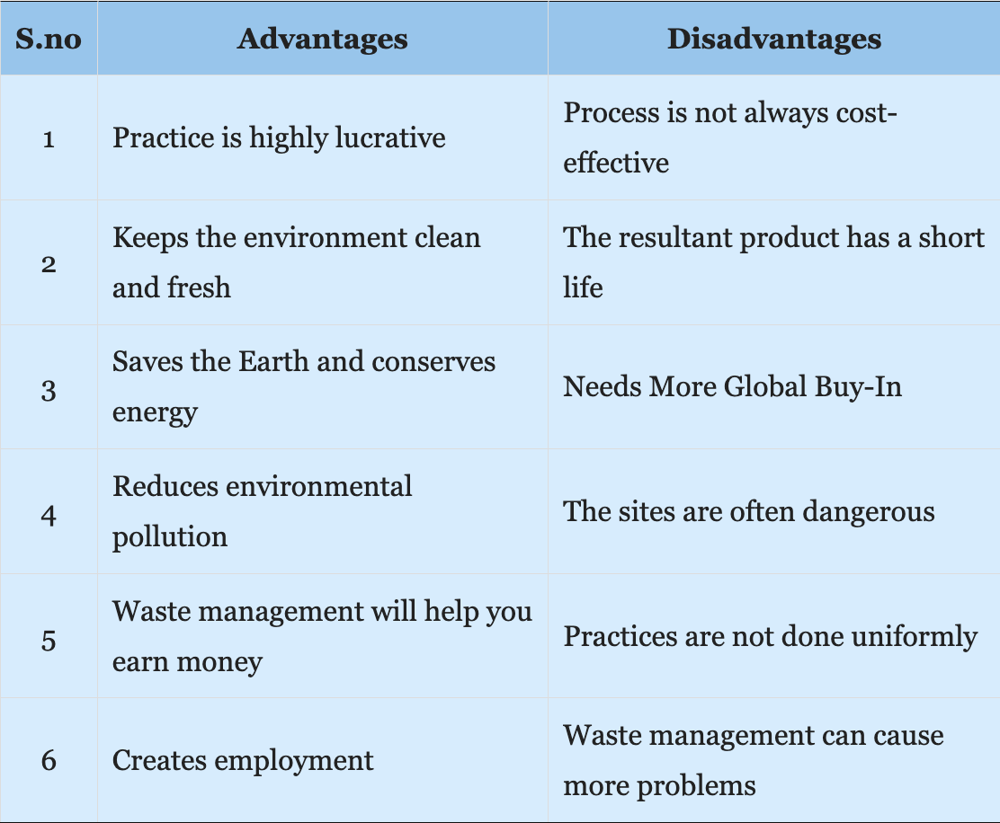 S.no Advantages Disadvantages
1 Practice is highly lucrative
Process is not always cost-
effective
2 Keeps the environment clean
and fresh
The resultant product has a short
life
3 Saves the Earth and conserves
energy
Needs More Global Buy-In
4 Reduces environmental
pollution
The sites are often dangerous
5 Waste management will help you
earn money
Practices are not done uniformly
6 Creates employment
Waste management can cause
more problems